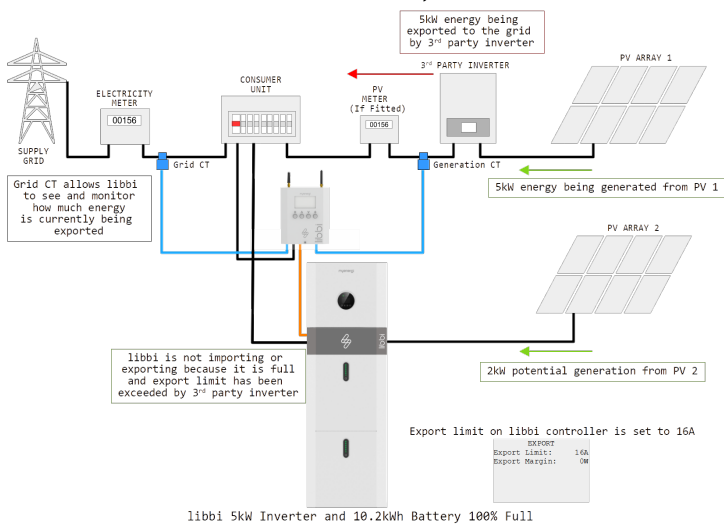 5kW energy being
exported to the grid
by 3rd party inverter
3rd PARTY INVERTER
PV ARRAY 1
CONSUMER
UNIT
PV
METER
(If Fitted)
ELECTRICITY
METER
00156
00156
SUPPLY
GRID
Grid CT
Generation CT
Grid CT allows libbi
to see and monitor
how much energy
is currently being
exported
5kW energy being generated from PV 1
libbi
PV ARRAY 2
libbi
libbi is not importing or
exporting because it is full
and export limit has been
exceeded by 3rd party inverter
2kW potential generation from PV 2
Export limit on libbi controller is set to 16A
EXPORT
Export Limit: 16A
Export Margin: 0W
libbi 5kW Inverter and 10.2kWh Battery 100% Full